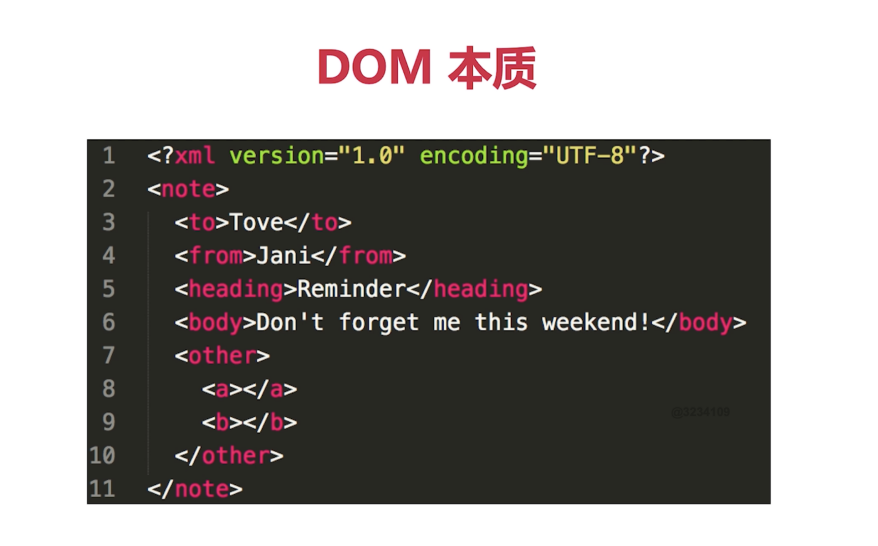 DOM 本质
1 <?xml version="1.0" encoding="UTF-8"?>
2 <note>
3   <to>Tove</to>
4   <from>Jani</from>
5   <heading>Reminder</heading>
6   <body>Don't forget me this weekend!</body>
7   <other>
8     <a></a>
9     <b></b>
@3234109
10   </other>
11 </note>